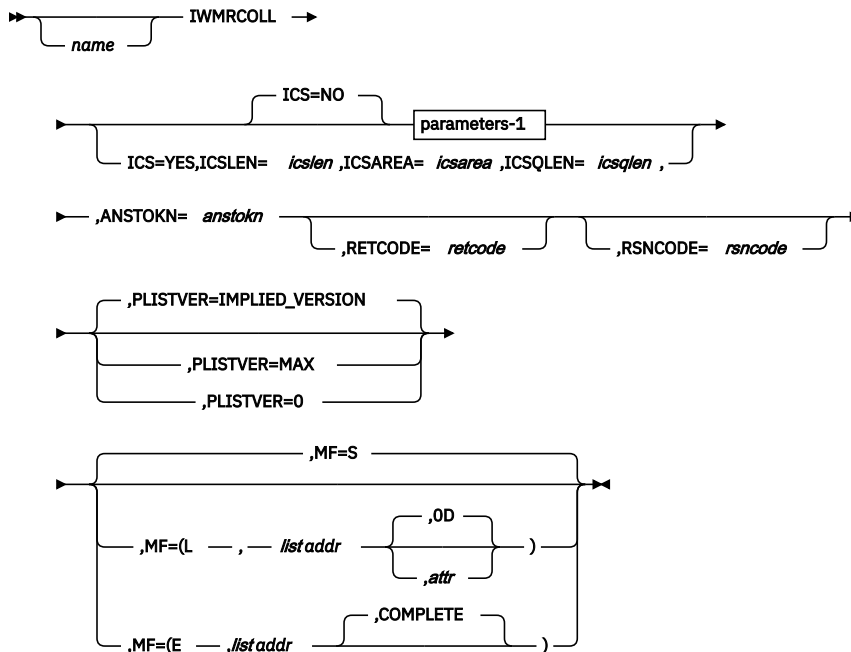 IWMRCOLL
name
ICS=NO
parameters-1
ICS=YES,ICSLEN= icslen ,ICSAREA= icsarea ,ICSQLEN= icsqlen ,
,ANSTOKN= anstokn
,RETCODE= retcode
,RSNCODE= rsncode
,PLISTVER=IMPLIED_VERSION
,PLISTVER=MAX
,PLISTVER=0
,MF=S
,MF=(L , list addr ,0D )
,attr
,MF=(E ,list addr ,COMPLETE )